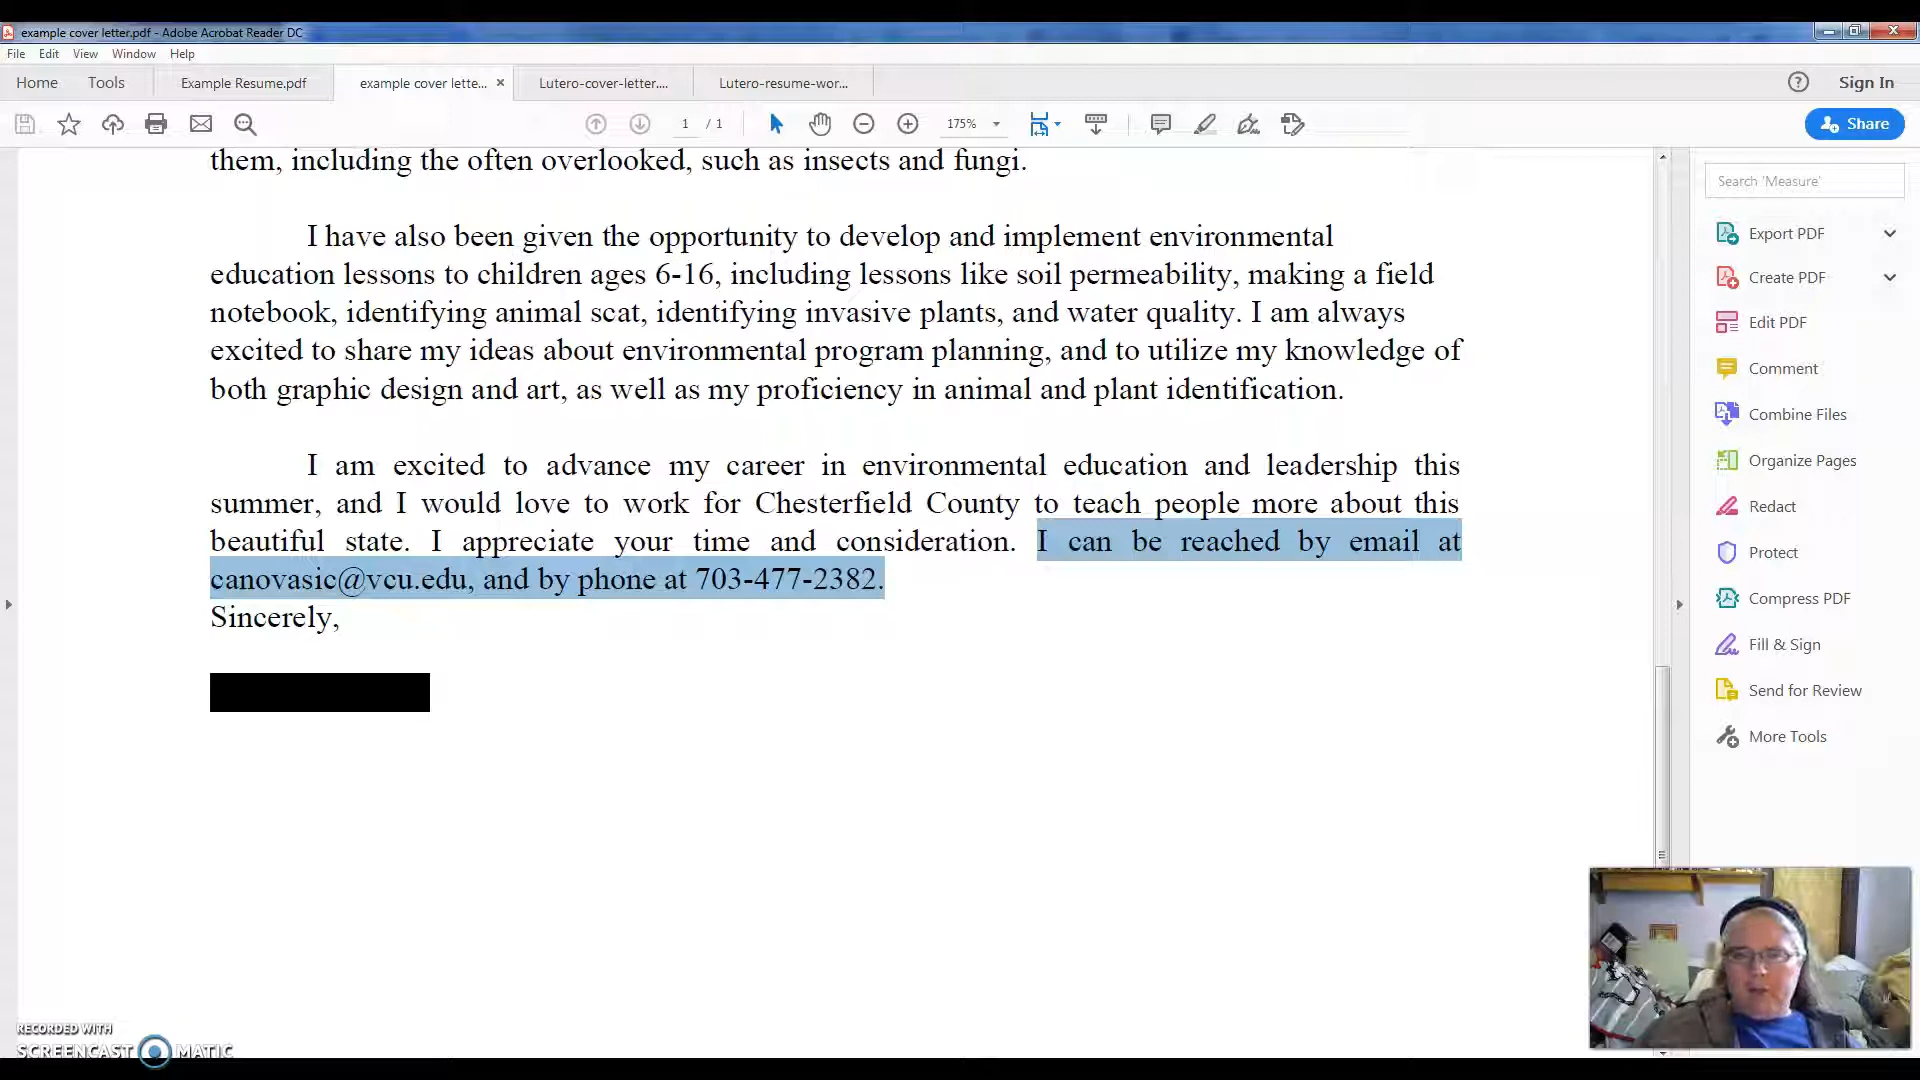 example cover letter.pdf - Adobe Acrobat Reader DC
File Edit View Window Help
Home Tools Example Resume.pdf example cover lette... × Lutero-cover-letter.... Lutero-resume-wor... Sign In
1 / 1 175% Share
them, including the often overlooked, such as insects and fungi.
Search 'Measure'
I have also been given the opportunity to develop and implement environmental
education lessons to children ages 6-16, including lessons like soil permeability, making a field
notebook, identifying animal scat, identifying invasive plants, and water quality. I am always
excited to share my ideas about environmental program planning, and to utilize my knowledge of
both graphic design and art, as well as my proficiency in animal and plant identification.
I am excited to advance my career in environmental education and leadership this
summer, and I would love to work for Chesterfield County to teach people more about this
beautiful state. I appreciate your time and consideration. I can be reached by email at
canovasic@vcu.edu, and by phone at 703-477-2382.
Sincerely,
Export PDF
Create PDF
Edit PDF
Comment
Combine Files
Organize Pages
Redact
Protect
Compress PDF
Fill & Sign
Send for Review
More Tools
RECORDED WITH
SCREENCAST MATIC